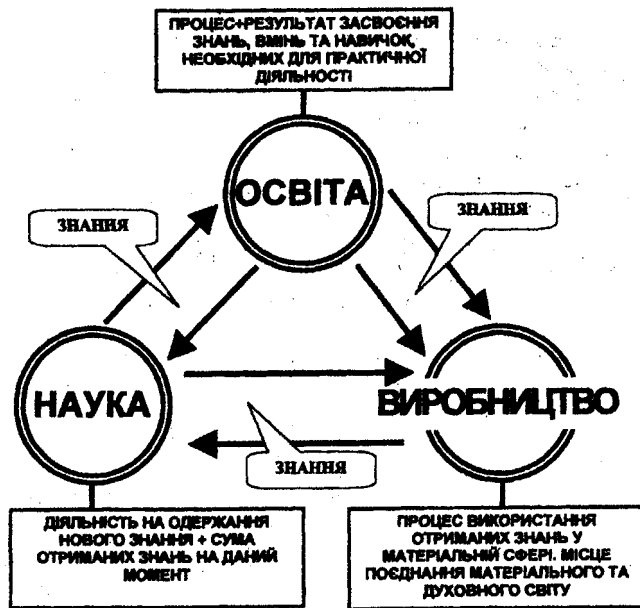 ПРОЦЕС+РЕЗУЛЬТАТ ЗАСВОЄННЯ
ЗНАНЬ, ВМІНЬ ТА НАВИЧОК,
НЕОБХІДНИХ ДЛЯ ПРАКТИЧНОЇ
ДІЯЛЬНОСТІ
ОСВІТА
ЗНАННЯ
ЗНАННЯ
НАУКА
ВИРОБНИЦТВО
ЗНАННЯ
ДІЯЛЬНІСТЬ НА ОДЕРЖАННЯ
НОВОГО ЗНАННЯ + СУМА
ОТРИМАНИХ ЗНАНЬ НА ДАНИЙ
МОМЕНТ
ПРОЦЕС ВИКОРИСТАННЯ
ОТРИМАНИХ ЗНАНЬ У
МАТЕРІАЛЬНІЙ СФЕРІ. МІСЦЕ
ПОЄДНАННЯ МАТЕРІАЛЬНОГО ТА
ДУХОВНОГО СВІТУ